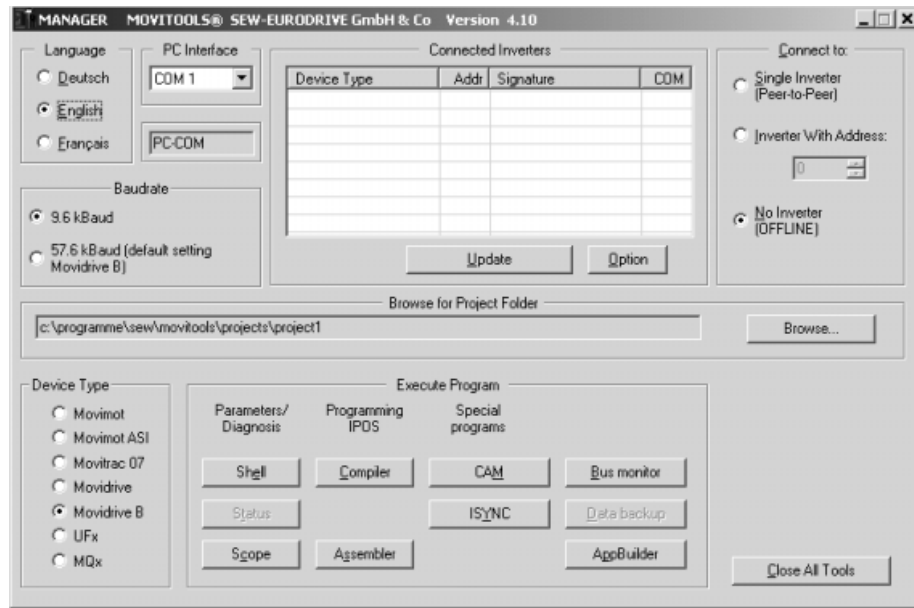 MANAGER MOVITOOLS® SEW-EURODRIVE GmbH & Co Version 4.10
Language
Deutsch
English
Français
PC Interface
COM 1
PC-COM
Baudrate
9.6 kBaud
57.6 kBaud (default setting
Movidrive B)
Connected Inverters
Device Type Addr Signature COM
Update Option
Connect to:
Single Inverter
(Peer-to-Peer)
Inverter With Address:
0
No Inverter
(OFFLINE)
Browse for Project Folder
c:\programme\sew\movitools\projects\project1
Browse...
Device Type
Movimot
Movimot ASI
Movitrac 07
Movidrive
Movidrive B
UFx
MQx
Execute Program
Parameters/
Diagnosis
Programming
IPOS
Special
programs
Shell Compiler CAM Bus monitor
Status ISYNC Data backup
Scope Assembler AppBuilder
Close All Tools